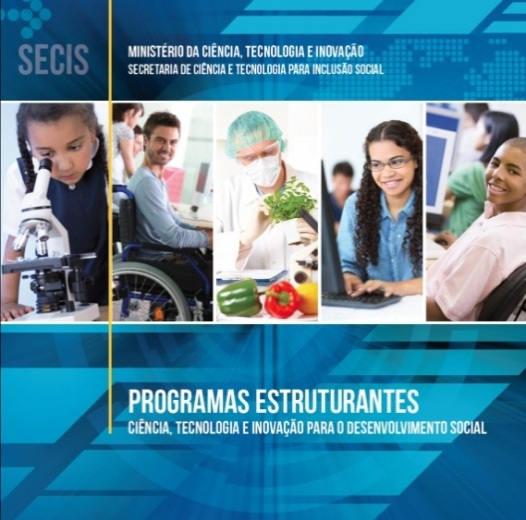 SECIS
MINISTÉRIO DA CIÊNCIA, TECNOLOGIA E INOVAÇÃO
SECRETARIA DE CIÊNCIA E TECNOLOGIA PARA INCLUSÃO SOCIAL
PROGRAMAS ESTRUTURANTES
CIÊNCIA, TECNOLOGIA E INOVAÇÃO PARA O DESENVOLVIMENTO SOCIAL